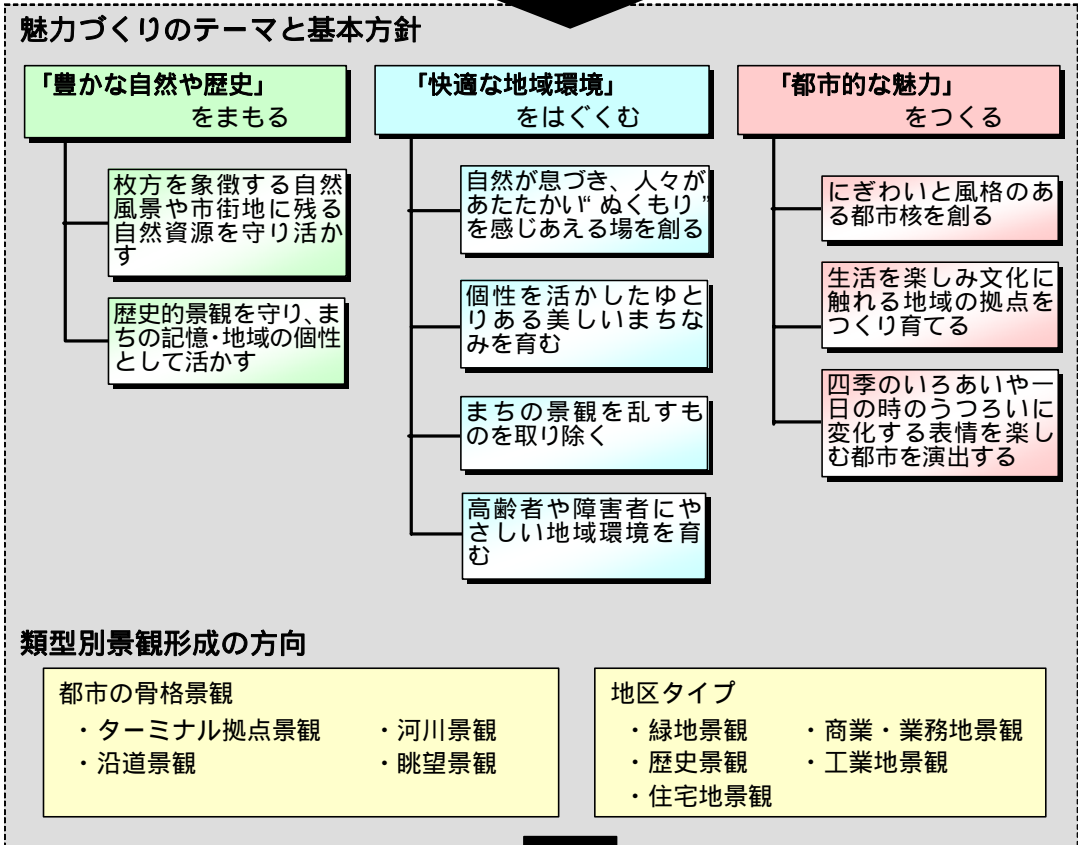 魅力づくりのテーマと基本方針
「豊かな自然や歴史」
をまもる
枚方を象徴する自然
風景や市街地に残る
自然資源を守り活か
す
歴史的景観を守り、ま
ちの記憶・地域の個性
として活かす
「快適な地域環境」
をはぐくむ
自然が息づき、人々が
あたたかい“ぬくもり”
を感じあえる場を創る
個性を活かしたゆと
りある美しいまちな
みを育む
まちの景観を乱すも
のを取り除く
高齢者や障害者にや
さしい地域環境を育
む
「都市的な魅力」
をつくる
にぎわいと風格のあ
る都市核を創る
生活を楽しみ文化に
触れる地域の拠点を
つくり育てる
四季のいろあいや一
日の時のうつろいに
変化する表情を楽し
む都市を演出する
類型別景観形成の方向
都市の骨格景観
・ターミナル拠点景観 ・河川景観
・沿道景観 ・眺望景観
地区タイプ
・緑地景観 ・商業・業務地景観
・歴史景観 ・工業地景観
・住宅地景観